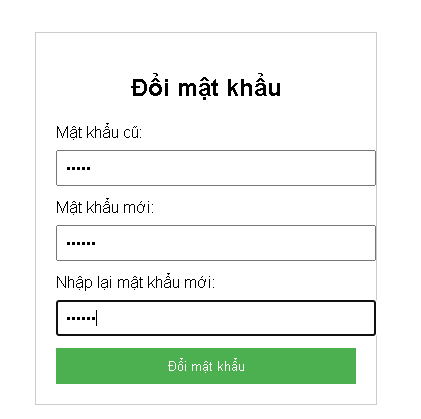 Đổi mật khẩu
Mật khẩu cũ:
•••••
Mật khẩu mới:
••••••
Nhập lại mật khẩu mới:
••••••
Đổi mật khẩu